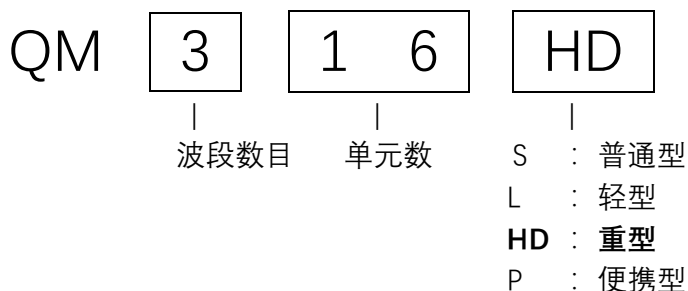 QM 3 1 6 HD
波段数目 单元数
S : 普通型
L : 轻型
HD : 重型
P : 便携型